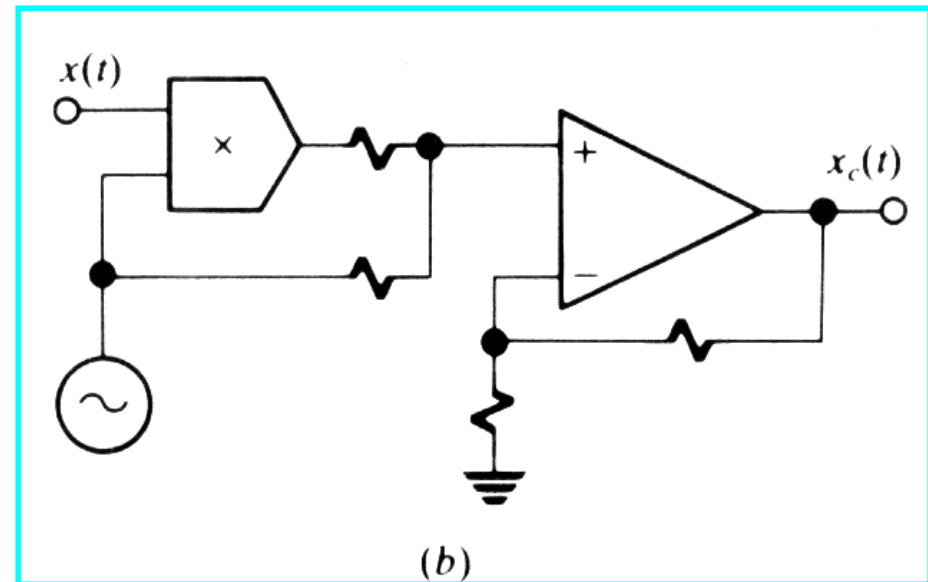 x(t)
×
+
x_c(t)
−
(b)